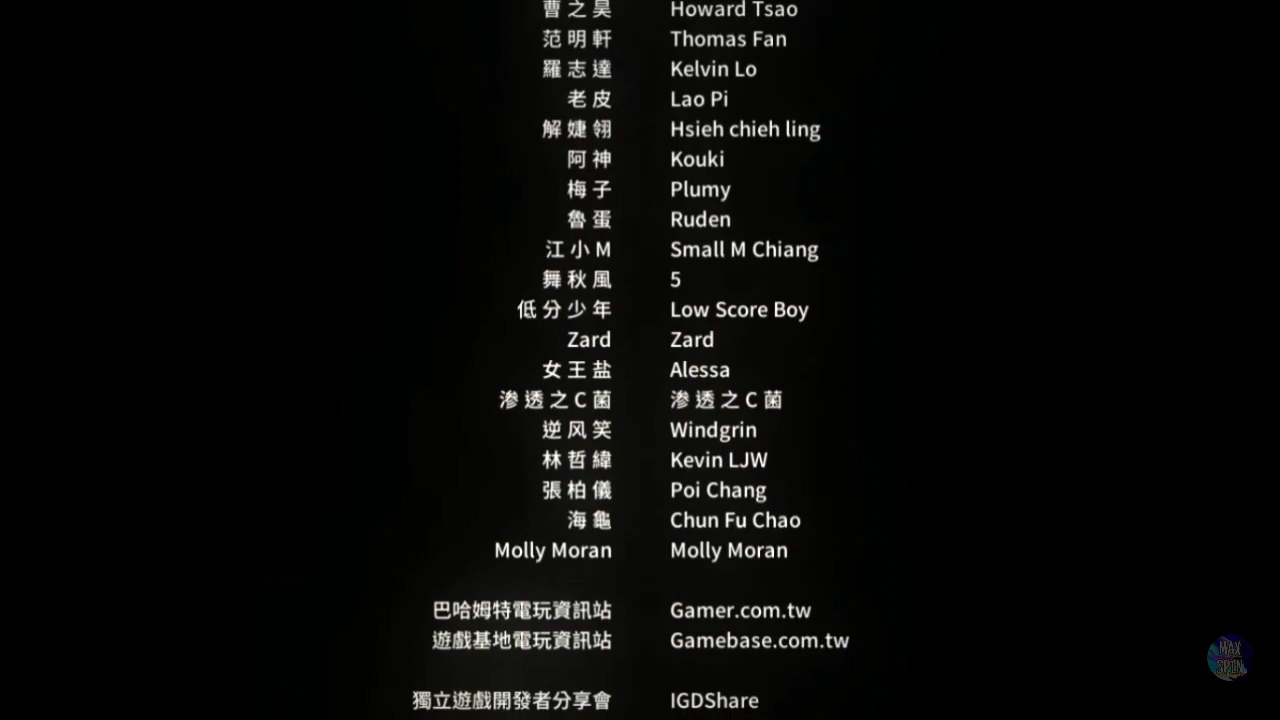 曹之昊 Howard Tsao
范明軒 Thomas Fan
羅志達 Kelvin Lo
老皮 Lao Pi
解婕翎 Hsieh chieh ling
阿神 Kouki
梅子 Plumy
魯蛋 Ruden
江小M Small M Chiang
舞秋風 5
低分少年 Low Score Boy
Zard Zard
女王盐 Alessa
渗透之C菌 渗透之C菌
逆风笑 Windgrin
林哲緯 Kevin LJW
張柏儀 Poi Chang
海龜 Chun Fu Chao
Molly Moran Molly Moran
巴哈姆特電玩資訊站 Gamer.com.tw
遊戲基地電玩資訊站 Gamebase.com.tw
MAX
SPIN
獨立遊戲開發者分享會 IGDShare